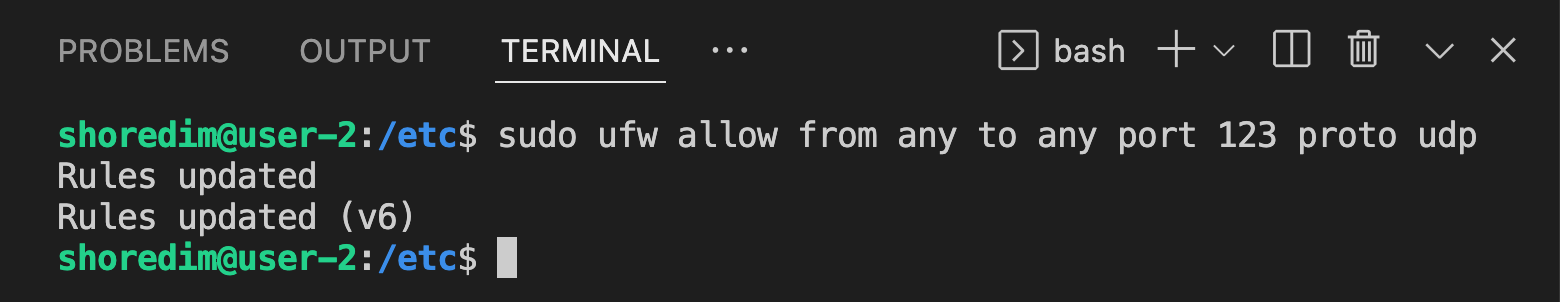 PROBLEMS OUTPUT TERMINAL ··· bash
shoredim@user-2:/etc$ sudo ufw allow from any to any port 123 proto udp
Rules updated
Rules updated (v6)
shoredim@user-2:/etc$